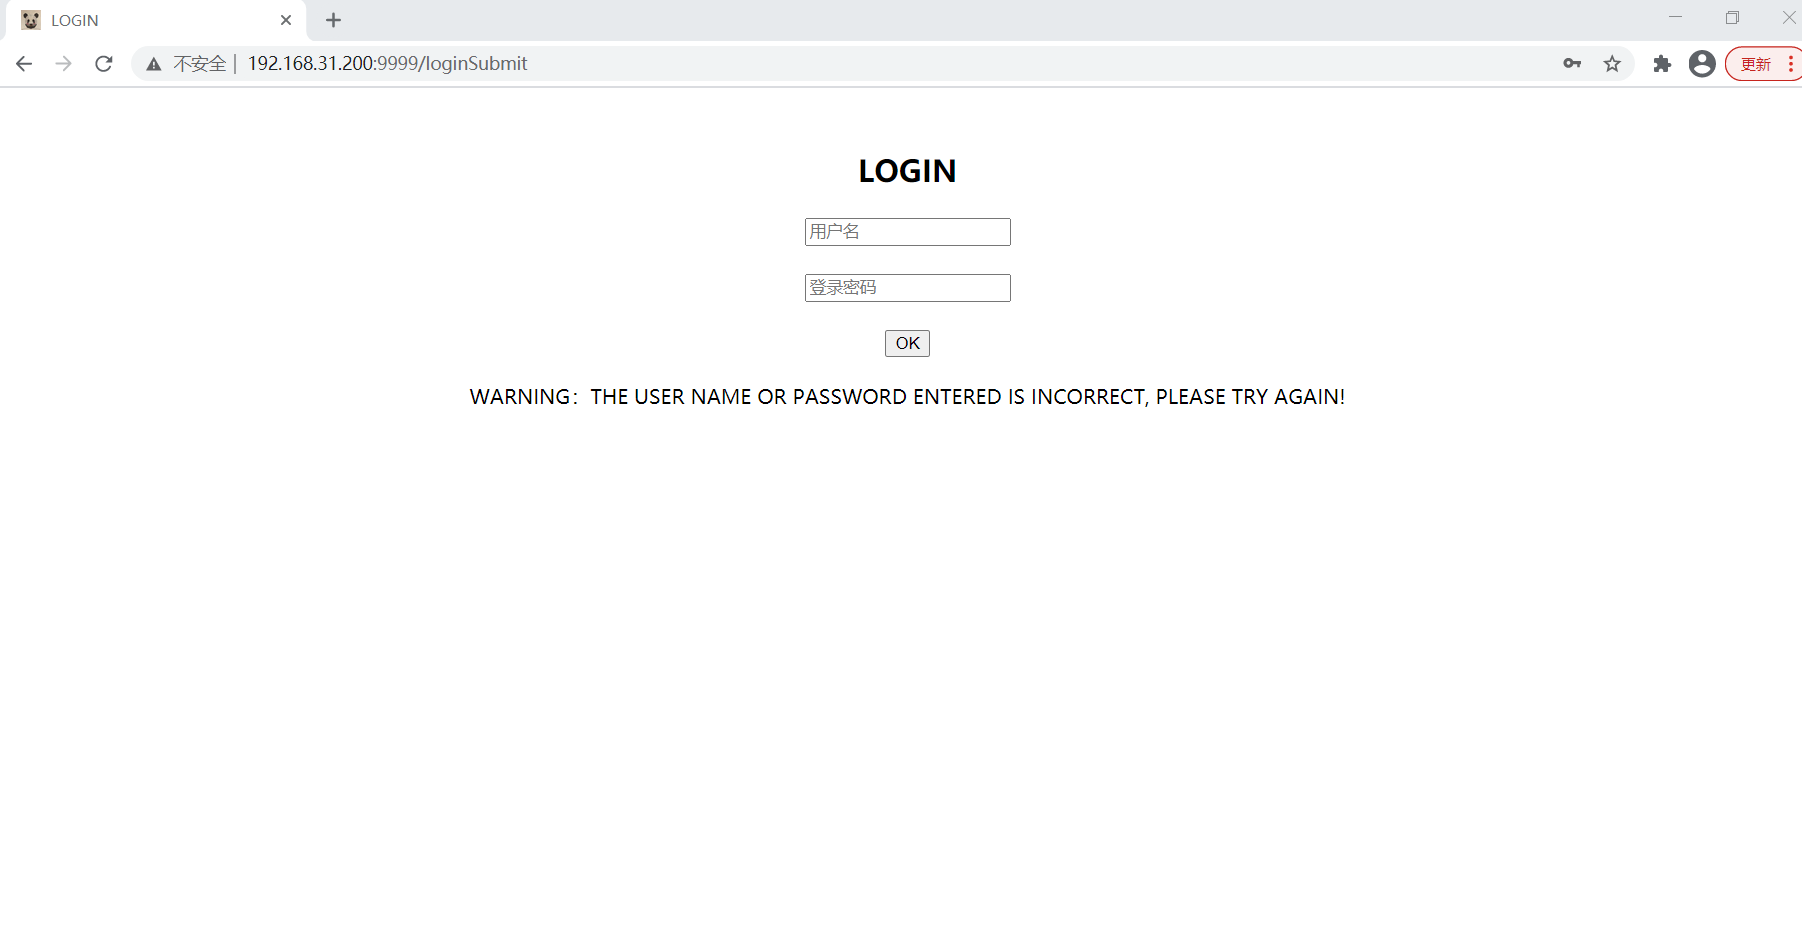 LOGIN
不安全 | 192.168.31.200:9999/loginSubmit
更新
LOGIN
用户名
登录密码
OK
WARNING：THE USER NAME OR PASSWORD ENTERED IS INCORRECT, PLEASE TRY AGAIN!